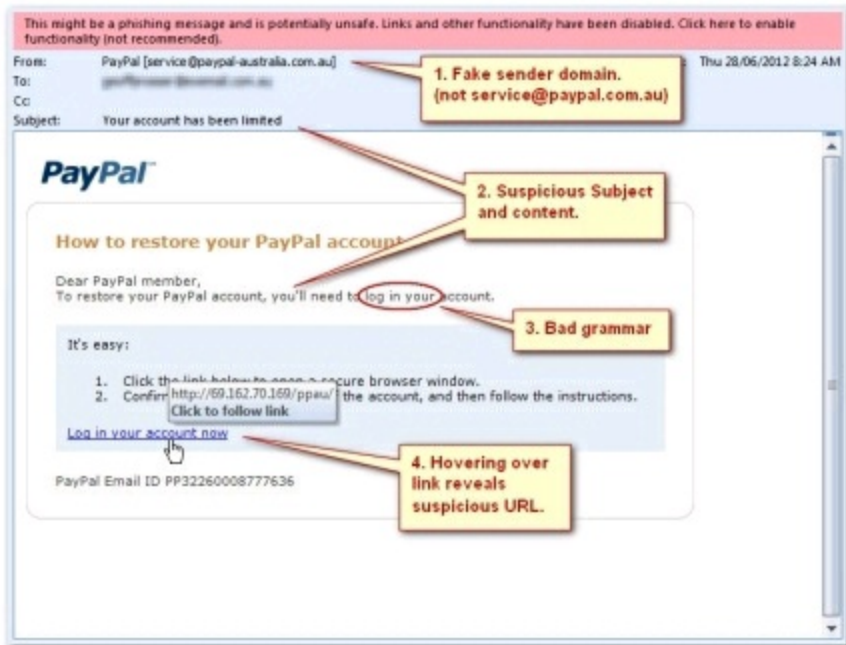 This might be a phishing message and is potentially unsafe. Links and other functionality have been disabled. Click here to enable
functionality (not recommended).
From: PayPal [service@paypal-australia.com.au] Thu 28/06/2012 8:24 AM
To:
Cc:
Subject: Your account has been limited
1. Fake sender domain.
(not service@paypal.com.au)
PayPal™
2. Suspicious Subject
and content.
How to restore your PayPal account
Dear PayPal member,
To restore your PayPal account, you'll need to log in your account.
3. Bad grammar
It's easy:
1. Click the link below to open a secure browser window.
2. Confirm the account, and then follow the instructions.
http://69.162.70.169/ppau/
Click to follow link
Log in your account now
4. Hovering over
link reveals
suspicious URL.
PayPal Email ID PP32260008777636